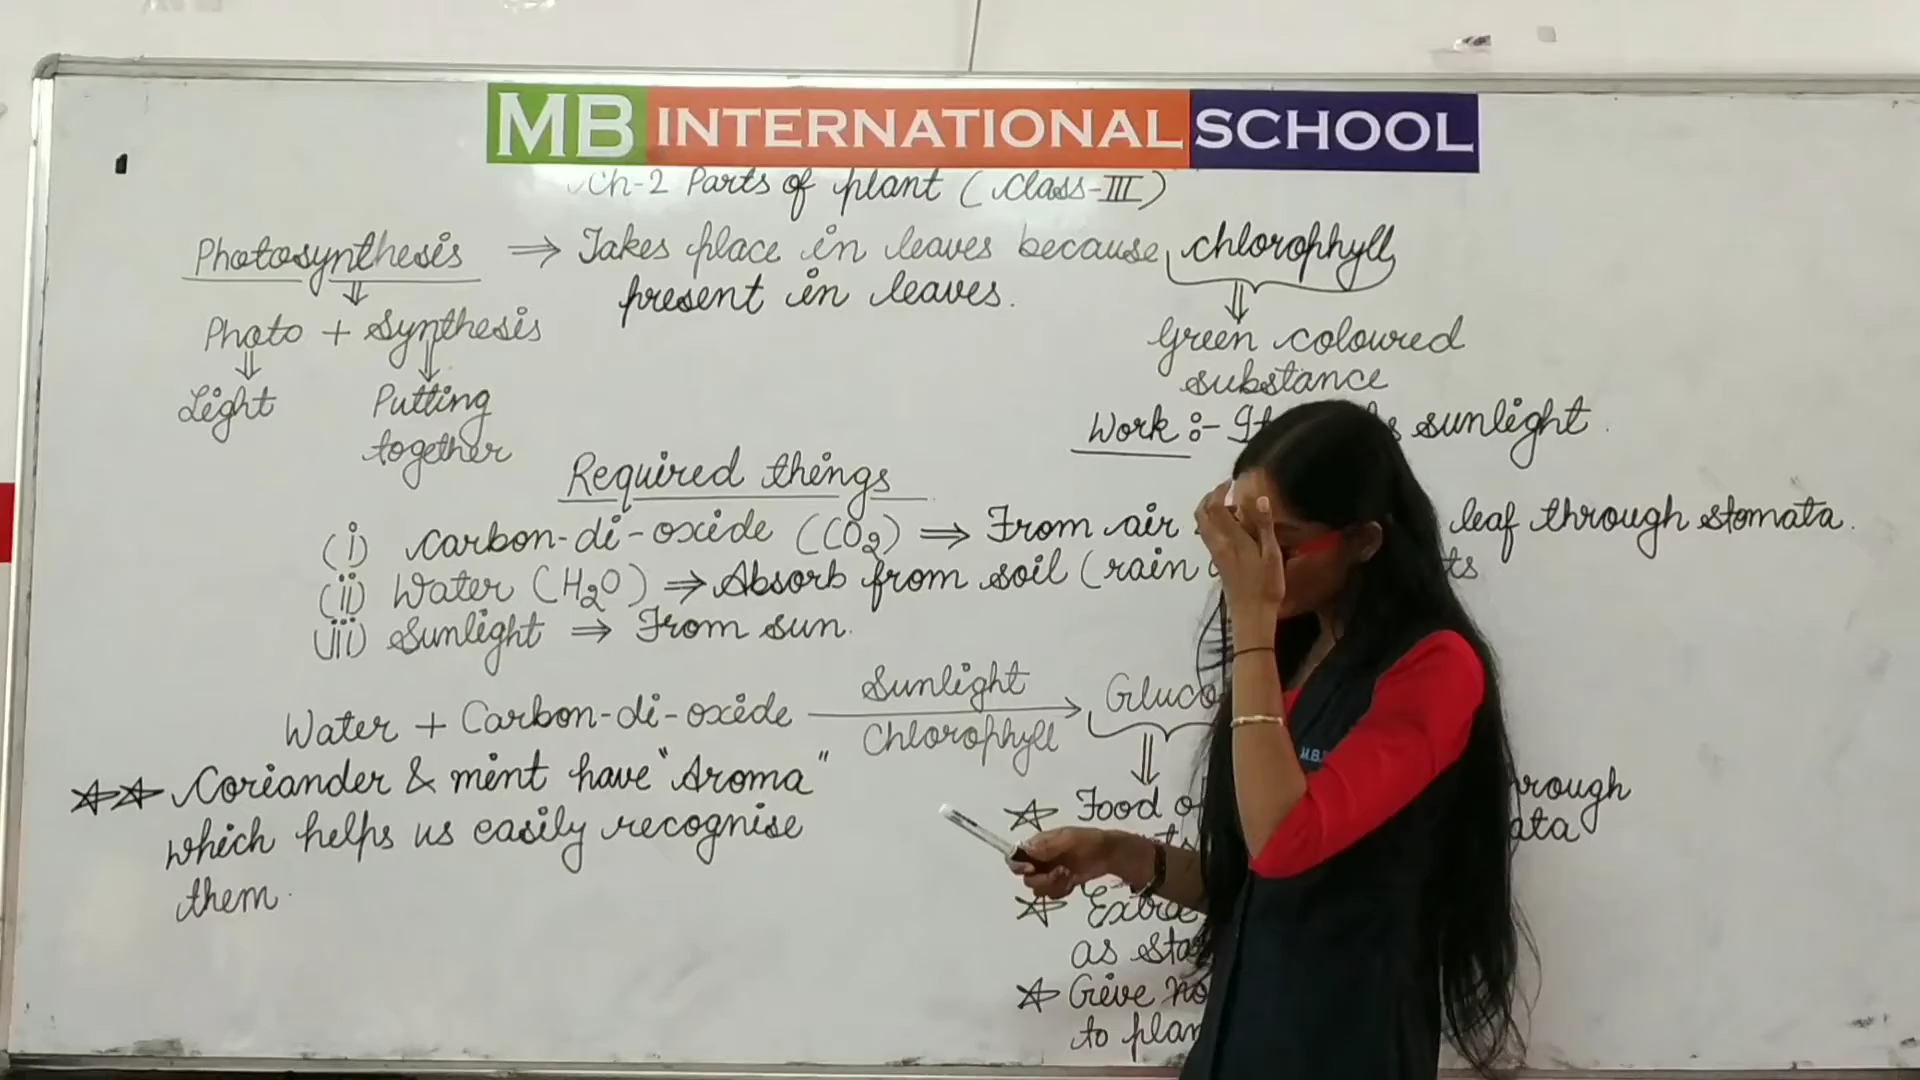 MB INTERNATIONAL SCHOOL
Ch-2 Parts of plant (Class-III)
Photosynthesis ⇒ Takes place in leaves because chlorophyll
present in leaves.
⇓ ⇓
Photo + Synthesis
Green coloured
substance
⇓ ⇓
Light Putting
together
Work :- sunlight.
Required things
(i) Carbon-di-oxide (CO2) ⇒ From air leaf through stomata.
(ii) Water (H2O) ⇒ Absorb from soil (rain
(iii) Sunlight ⇒ From sun.
Water + Carbon-di-oxide Sunlight
Chlorophyll
⇓
☆☆ Coriander & mint have "Aroma"
which helps us easily recognise
them.
☆ Food
☆ Extra
as
☆ Give
to